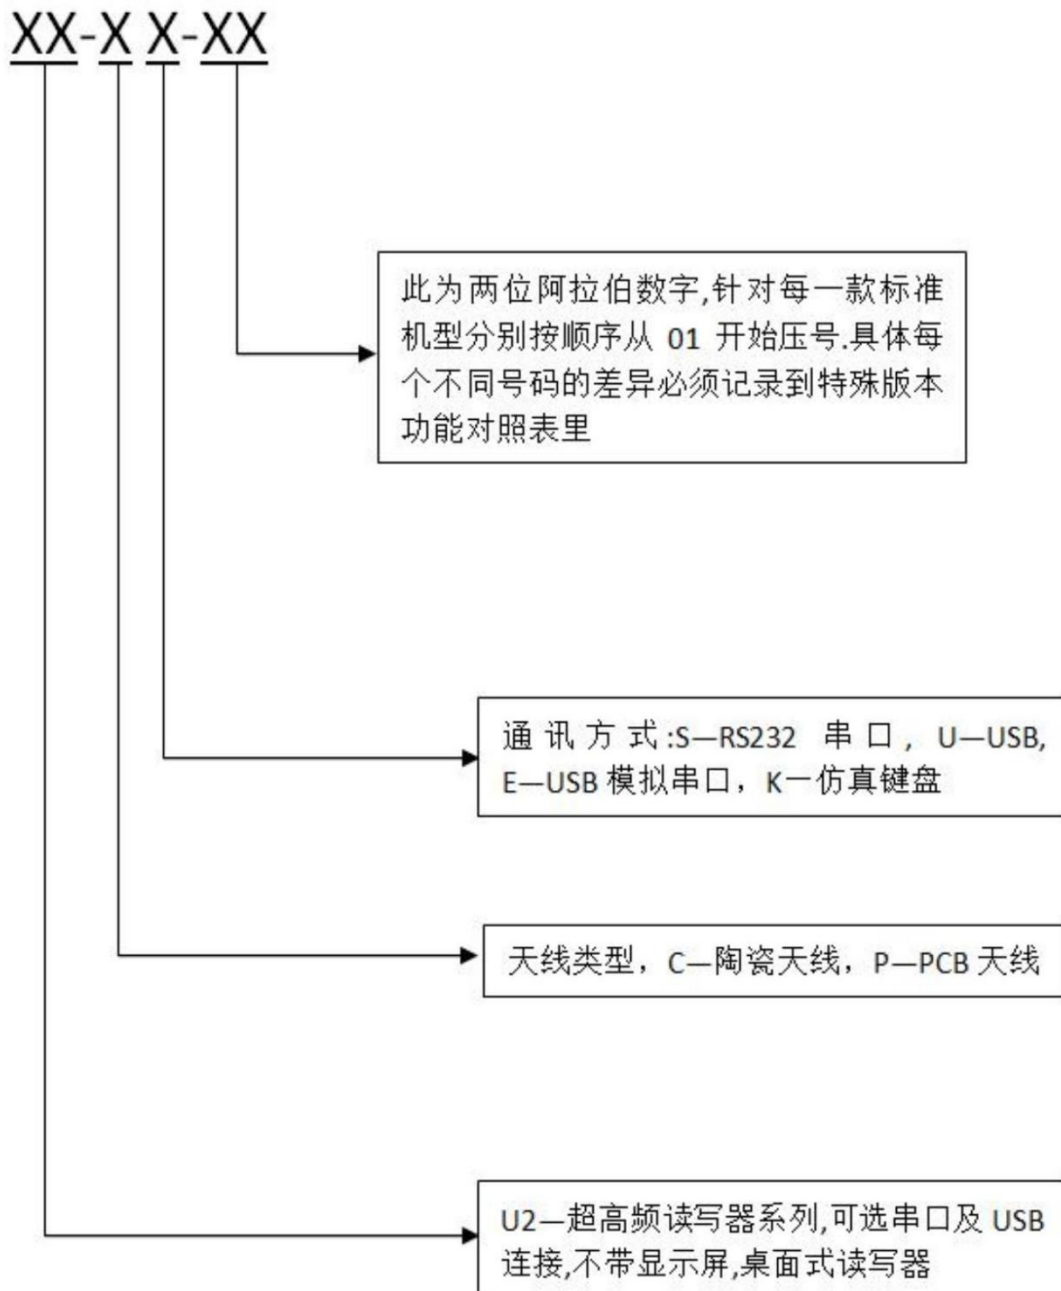 XX-X X-XX
此为两位阿拉伯数字,针对每一款标准
机型分别按顺序从 01 开始压号.具体每
个不同号码的差异必须记录到特殊版本
功能对照表里
通讯方式:S—RS232 串口, U—USB,
E—USB 模拟串口，K一仿真键盘
天线类型，C—陶瓷天线，P—PCB 天线
U2—超高频读写器系列,可选串口及 USB
连接,不带显示屏,桌面式读写器